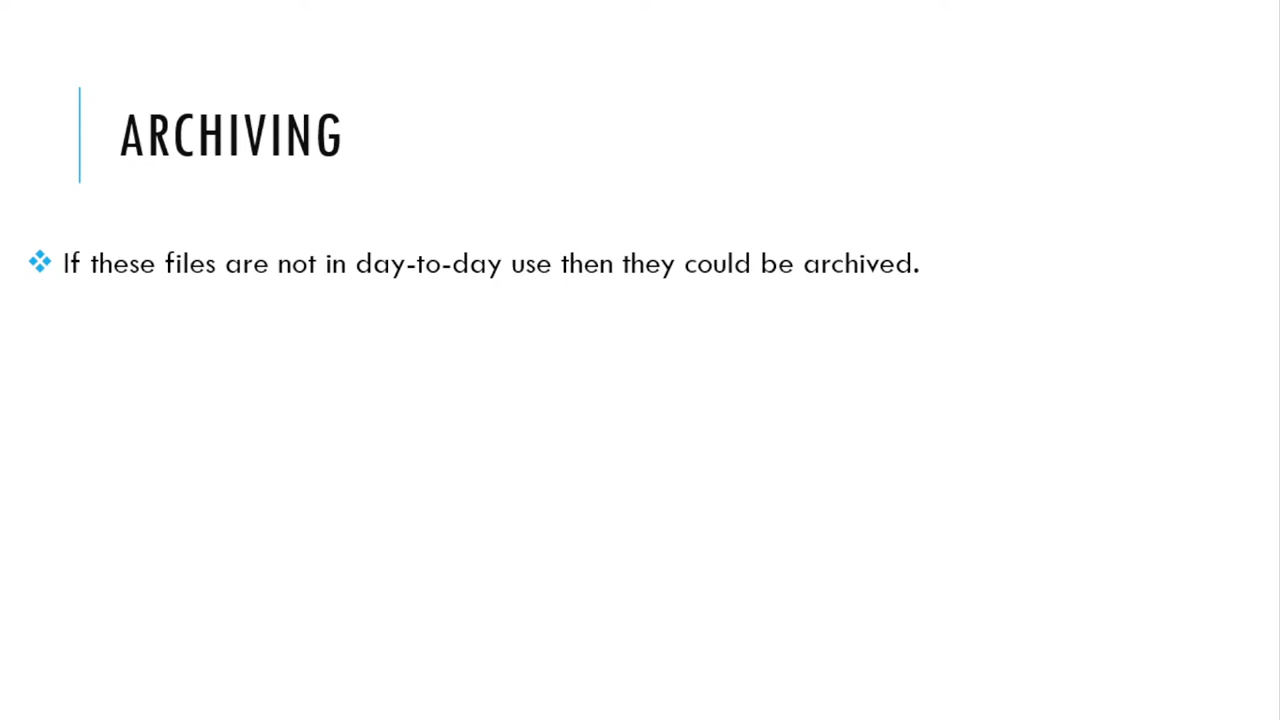 ARCHIVING
If these files are not in day-to-day use then they could be archived.